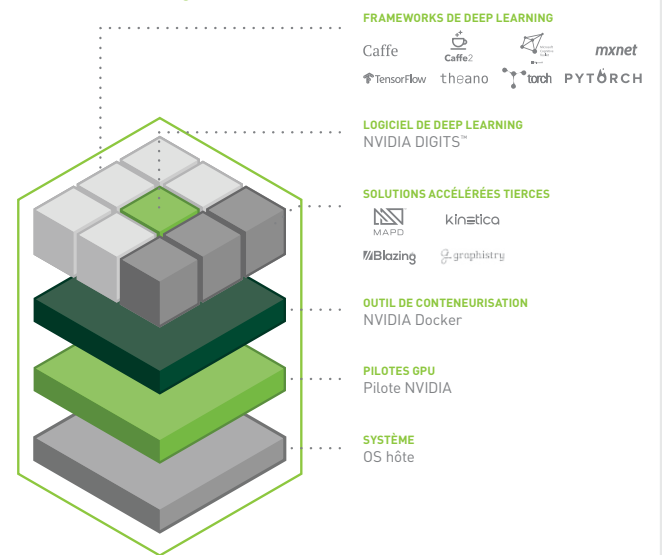 FRAMEWORKS DE DEEP LEARNING
Caffe
Caffe2
mxnet
TensorFlow
theano
torch
PYTORCH
LOGICIEL DE DEEP LEARNING
NVIDIA DIGITS™
SOLUTIONS ACCÉLÉRÉES TIERCES
MAPD
kinetica
Blazing
graphistry
OUTIL DE CONTENEURISATION
NVIDIA Docker
PILOTES GPU
Pilote NVIDIA
SYSTÈME
OS hôte